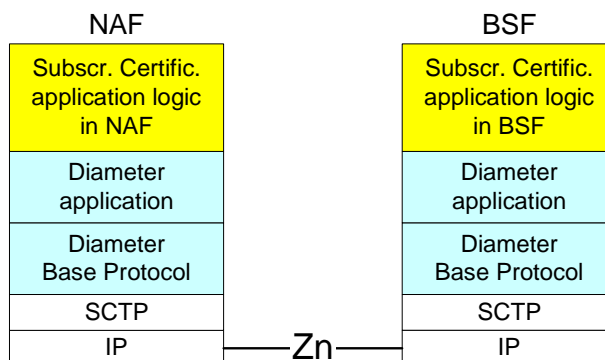 NAF
BSF
Subscr. Certific.
application logic
in NAF
Subscr. Certific.
application logic
in BSF
Diameter
application
Diameter
application
Diameter
Base Protocol
Diameter
Base Protocol
SCTP
SCTP
IP
Zn
IP